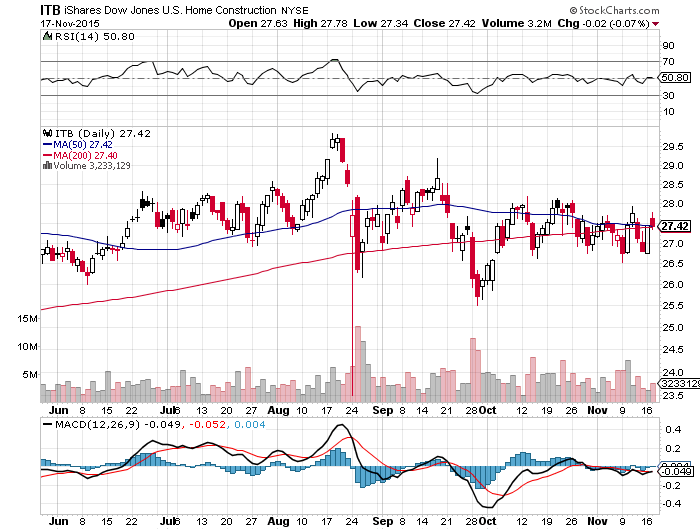 ITB iShares Dow Jones U.S. Home Construction NYSE © StockCharts.com
17-Nov-2015 Open 27.63 High 27.78 Low 27.34 Close 27.42 Volume 3.2M Chg -0.02 (-0.07%)
RSI(14) 50.80
90
70
50.80
30
10
ITB (Daily) 27.42
MA(50) 27.42
MA(200) 27.40
Volume 3,233,129
29.5
29.0
28.5
28.0
27.42
27.0
26.5
26.0
25.5
25.0
24.5
24.0
23.5
15M
10M
5M
3233129
Jun 8 15 22 Jul 6 13 20 27 Aug 10 17 24 Sep 8 14 21 28 Oct 12 19 26 Nov 9 16
MACD(12,26,9) -0.049, -0.052, 0.004
0.4
0.2
0.004
-0.049
-0.2
-0.4
Jun 8 15 22 Jul 6 13 20 27 Aug 10 17 24 Sep 8 14 21 28 Oct 12 19 26 Nov 9 16